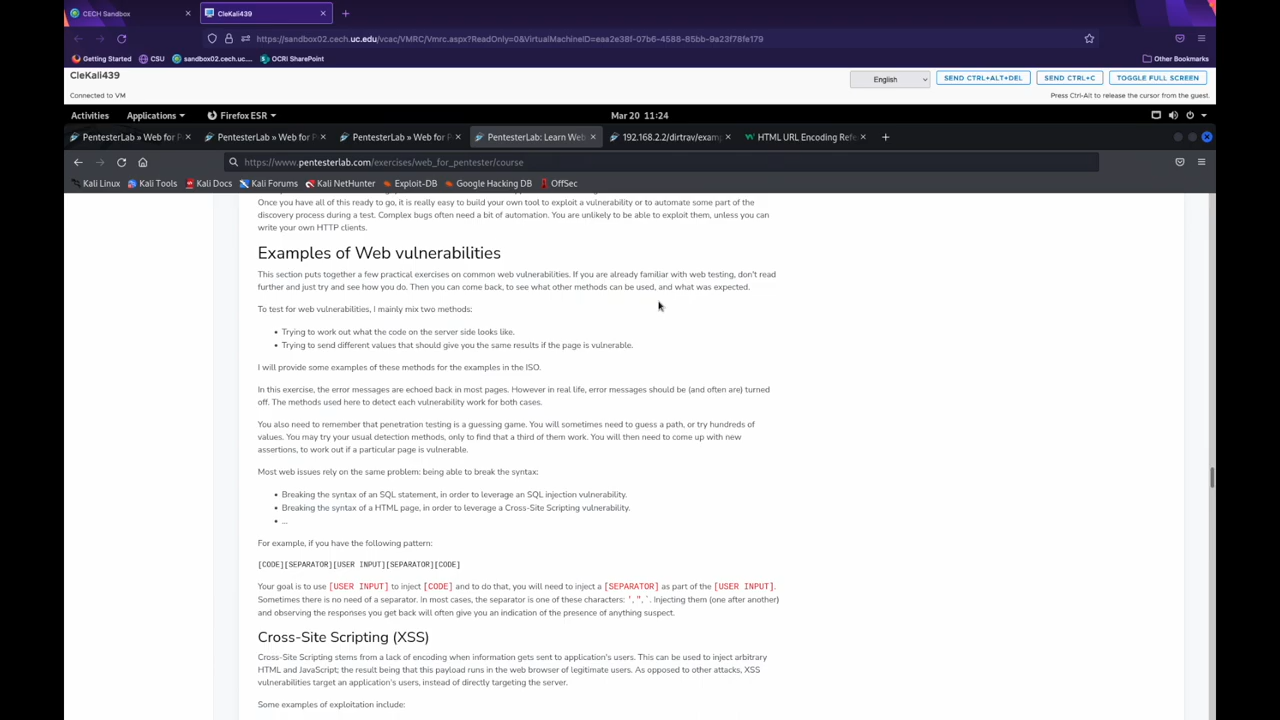 CECH Sandbox
CleKali439
https://sandbox02.cech.uc.edu/vcac/VMRC/Vmrc.aspx?ReadOnly=0&VirtualMachineID=eaa2e38f-07b6-4588-85bb-9a23f78fe179
Getting Started
CSU
sandbox02.cech.uc....
OCRI SharePoint
Other Bookmarks
CleKali439
English
SEND CTRL+ALT+DEL
SEND CTRL+C
TOGGLE FULL SCREEN
Connected to VM
Press Ctrl-Alt to release the cursor from the guest.
Activities
Applications
Firefox ESR
Mar 20 11:24
PentesterLab » Web for P
PentesterLab » Web for P
PentesterLab » Web for P
PentesterLab: Learn Web
192.168.2.2/dirtrav/exam
HTML URL Encoding Refe
https://www.pentesterlab.com/exercises/web_for_pentester/course
Kali Linux
Kali Tools
Kali Docs
Kali Forums
Kali NetHunter
Exploit-DB
Google Hacking DB
OffSec
Once you have all of this ready to go, it is really easy to build your own tool to exploit a vulnerability or to automate some part of the
discovery process during a test. Complex bugs often need a bit of automation. You are unlikely to be able to exploit them, unless you can
write your own HTTP clients.
Examples of Web vulnerabilities
This section puts together a few practical exercises on common web vulnerabilities. If you are already familiar with web testing, don't read
further and just try and see how you do. Then you can come back, to see what other methods can be used, and what was expected.
To test for web vulnerabilities, I mainly mix two methods:
• Trying to work out what the code on the server side looks like.
• Trying to send different values that should give you the same results if the page is vulnerable.
I will provide some examples of these methods for the examples in the ISO.
In this exercise, the error messages are echoed back in most pages. However in real life, error messages should be (and often are) turned
off. The methods used here to detect each vulnerability work for both cases.
You also need to remember that penetration testing is a guessing game. You will sometimes need to guess a path, or try hundreds of
values. You may try your usual detection methods, only to find that a third of them work. You will then need to come up with new
assertions, to work out if a particular page is vulnerable.
Most web issues rely on the same problem: being able to break the syntax:
• Breaking the syntax of an SQL statement, in order to leverage an SQL injection vulnerability.
• Breaking the syntax of a HTML page, in order to leverage a Cross-Site Scripting vulnerability.
• ...
For example, if you have the following pattern:
[CODE][SEPARATOR][USER INPUT][SEPARATOR][CODE]
Your goal is to use [USER INPUT] to inject [CODE] and to do that, you will need to inject a [SEPARATOR] as part of the [USER INPUT].
Sometimes there is no need of a separator. In most cases, the separator is one of these characters: ',",`. Injecting them (one after another)
and observing the responses you get back will often give you an indication of the presence of anything suspect.
Cross-Site Scripting (XSS)
Cross-Site Scripting stems from a lack of encoding when information gets sent to application's users. This can be used to inject arbitrary
HTML and JavaScript; the result being that this payload runs in the web browser of legitimate users. As opposed to other attacks, XSS
vulnerabilities target an application's users, instead of directly targeting the server.
Some examples of exploitation include: